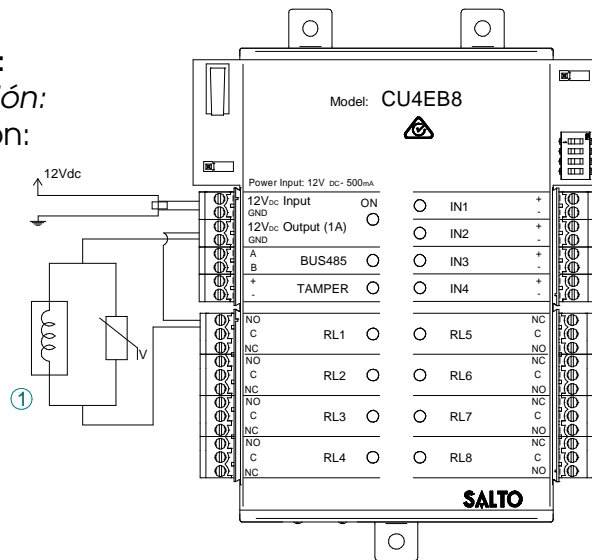 :
ión:
on:
Model: CU4EB8
12Vdc
Power Input: 12V DC- 500mA
12VDC Input
GND
ON
12VDC Output (1A)
GND
A
B
BUS485
+
-
TAMPER
IN1
+
-
IN2
IN3
+
-
IN4
+
-
NO
C
NC
RL1
RL5
NC
C
NO
NO
C
NC
RL2
RL6
NC
C
NO
NO
C
NC
RL3
RL7
NC
C
NO
NO
C
NC
RL4
RL8
NC
C
NO
V
1
SALTO